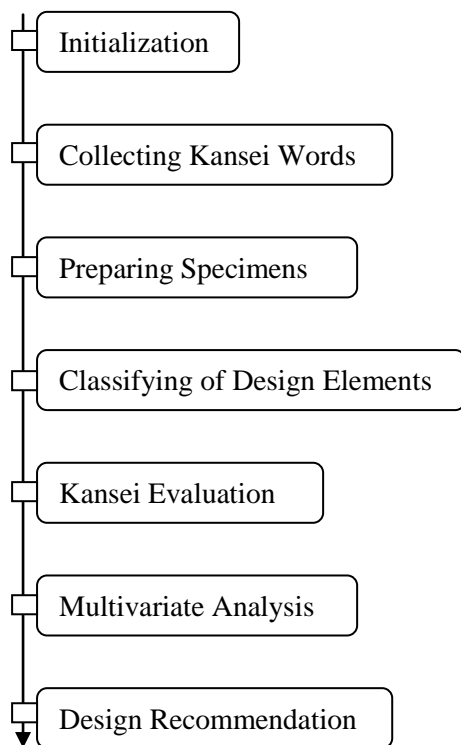 Initialization
Collecting Kansei Words
Preparing Specimens
Classifying of Design Elements
Kansei Evaluation
Multivariate Analysis
Design Recommendation